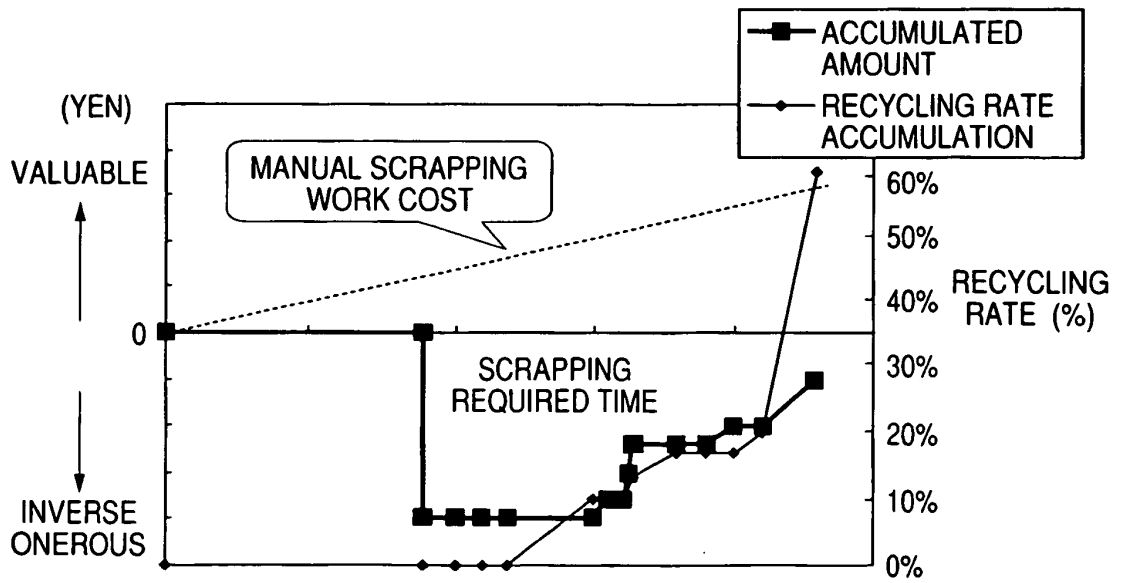 ACCUMULATED
AMOUNT
RECYCLING RATE
ACCUMULATION
(YEN)
VALUABLE
0
INVERSE
ONEROUS
MANUAL SCRAPPING
WORK COST
SCRAPPING
REQUIRED TIME
60%
50%
40%
30%
20%
10%
0%
RECYCLING
RATE (%)